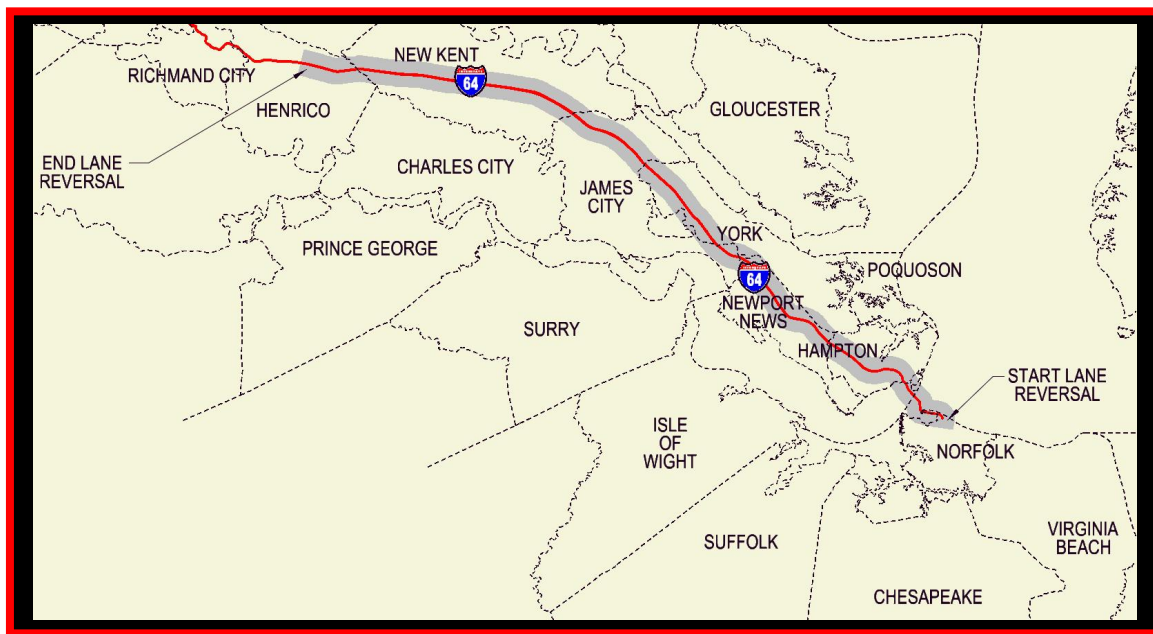 NEW KENT
64
RICHMAND CITY
HENRICO
GLOUCESTER
END LANE
REVERSAL
CHARLES CITY
JAMES
CITY
PRINCE GEORGE
YORK
64
POQUOSON
NEWPORT
NEWS
SURRY
HAMPTON
START LANE
REVERSAL
ISLE
OF
WIGHT
NORFOLK
SUFFOLK
VIRGINIA
BEACH
CHESAPEAKE